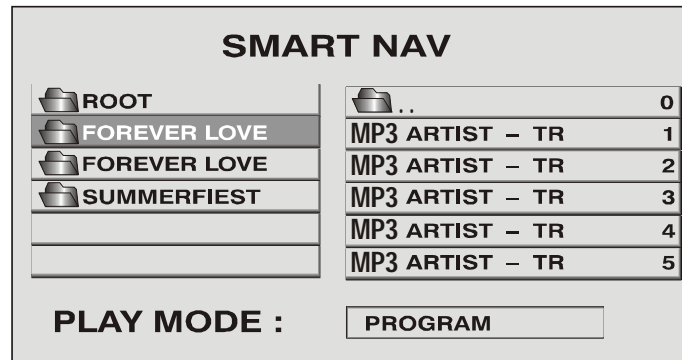 SMART NAV
ROOT
FOREVER LOVE
FOREVER LOVE
SUMMERFIEST
.. 0
MP3 ARTIST – TR 1
MP3 ARTIST – TR 2
MP3 ARTIST – TR 3
MP3 ARTIST – TR 4
MP3 ARTIST – TR 5
PLAY MODE : PROGRAM